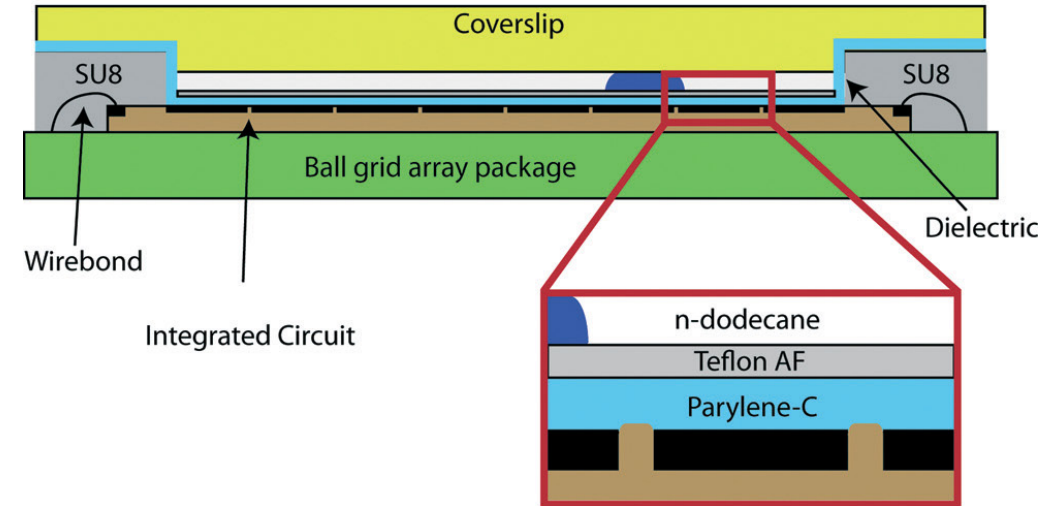 Coverslip
SU8
SU8
Ball grid array package
Dielectric
Wirebond
Integrated Circuit
n-dodecane
Teflon AF
Parylene-C